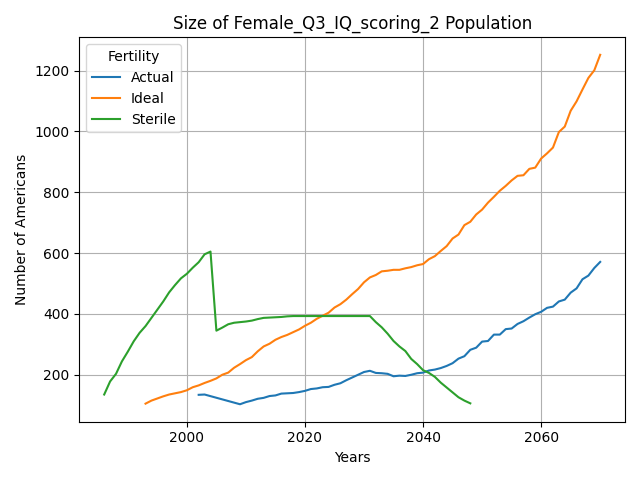 Size of Female_Q3_IQ_scoring_2 Population
Fertility
Actual
Ideal
Sterile
Number of Americans
1200
1000
800
600
400
200
2000
2020
2040
2060
Years